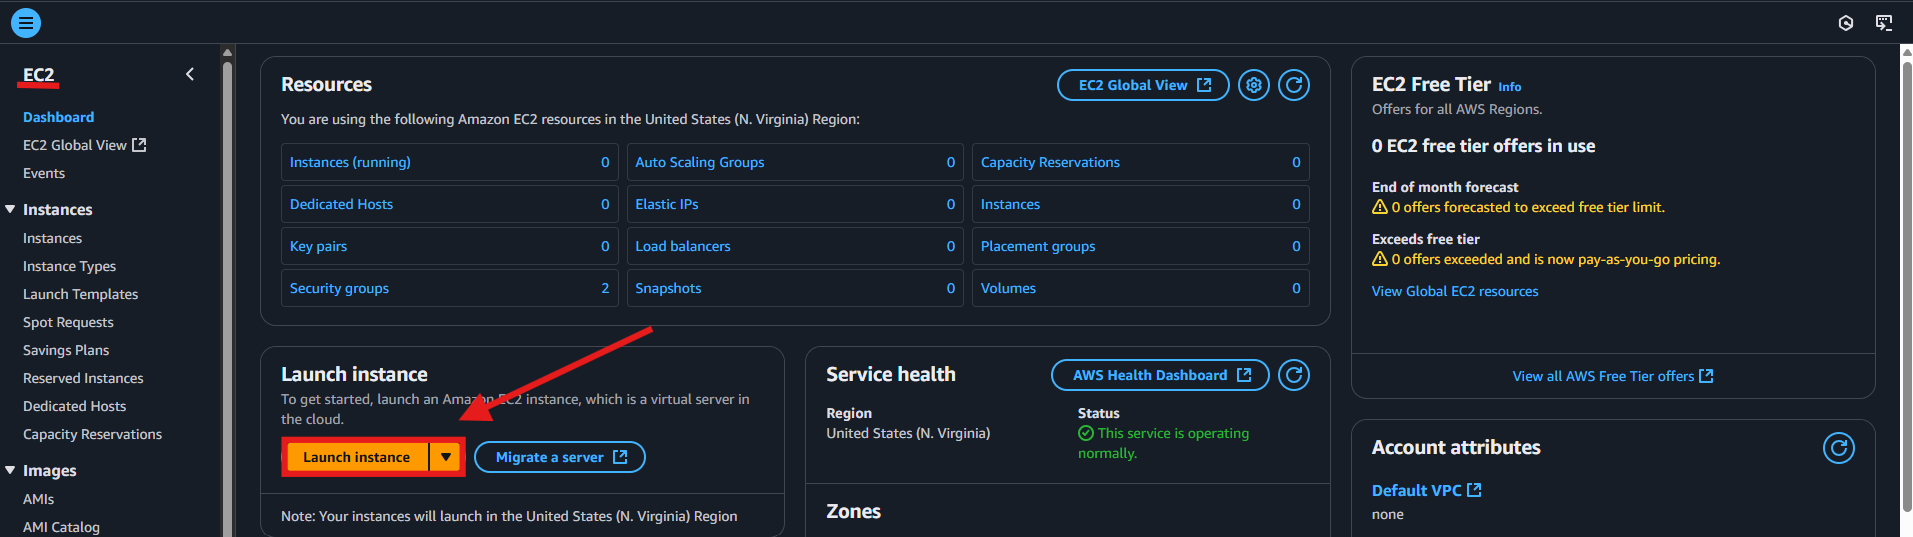 EC2
Dashboard
EC2 Global View
Events
Instances
Instances
Instance Types
Launch Templates
Spot Requests
Savings Plans
Reserved Instances
Dedicated Hosts
Capacity Reservations
Images
AMIs
AMI Catalog
Resources
EC2 Global View
You are using the following Amazon EC2 resources in the United States (N. Virginia) Region:
Instances (running) 0
Auto Scaling Groups 0
Capacity Reservations 0
Dedicated Hosts 0
Elastic IPs 0
Instances 0
Key pairs 0
Load balancers 0
Placement groups 0
Security groups 2
Snapshots 0
Volumes 0
Launch instance
To get started, launch an Amazon EC2 instance, which is a virtual server in
the cloud.
Launch instance
Migrate a server
Note: Your instances will launch in the United States (N. Virginia) Region
Service health
AWS Health Dashboard
Region
United States (N. Virginia)
Status
This service is operating
normally.
Zones
EC2 Free Tier Info
Offers for all AWS Regions.
0 EC2 free tier offers in use
End of month forecast
0 offers forecasted to exceed free tier limit.
Exceeds free tier
0 offers exceeded and is now pay-as-you-go pricing.
View Global EC2 resources
View all AWS Free Tier offers
Account attributes
Default VPC
none